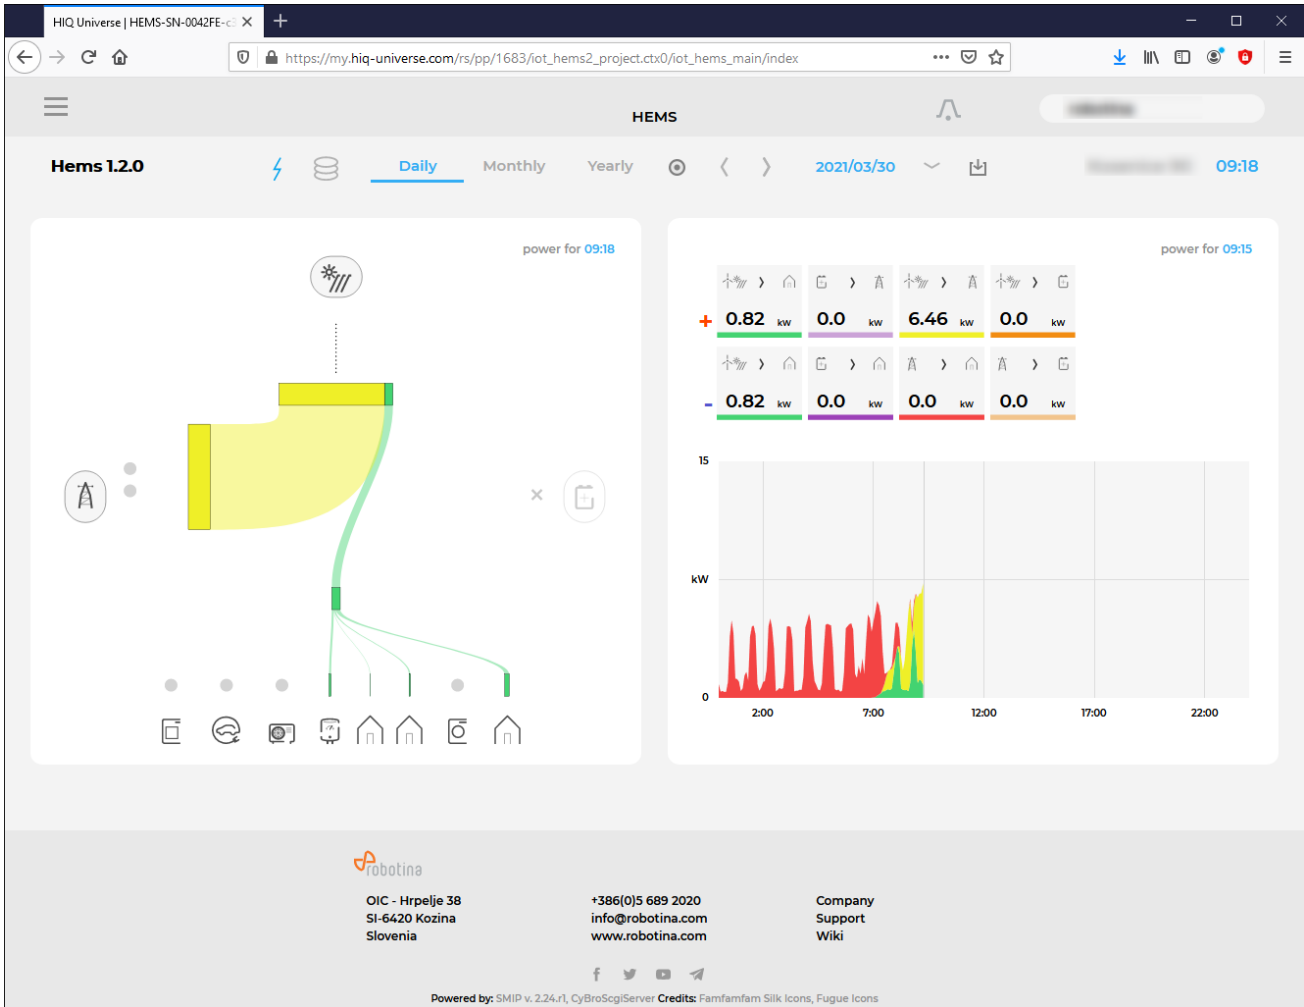 HIQ Universe | HEMS-SN-0042FE-c
https://my.hiq-universe.com/rs/pp/1683/iot_hems2_project.ctx0/iot_hems_main/index
HEMS
Hems 1.2.0
Daily
Monthly
Yearly
2021/03/30
09:18
power for 09:18
power for 09:15
+ 0.82 kW 0.0 kW 6.46 kW 0.0 kW
- 0.82 kW 0.0 kW 0.0 kW 0.0 kW
15
kW
0
2:00 7:00 12:00 17:00 22:00
robotina
OIC - Hrpelje 38
SI-6420 Kozina
Slovenia
+386(0)5 689 2020
info@robotina.com
www.robotina.com
Company
Support
Wiki
Powered by: SMIP v. 2.24.r1, CyBroScgiServer Credits: Famfamfam Silk Icons, Fugue Icons